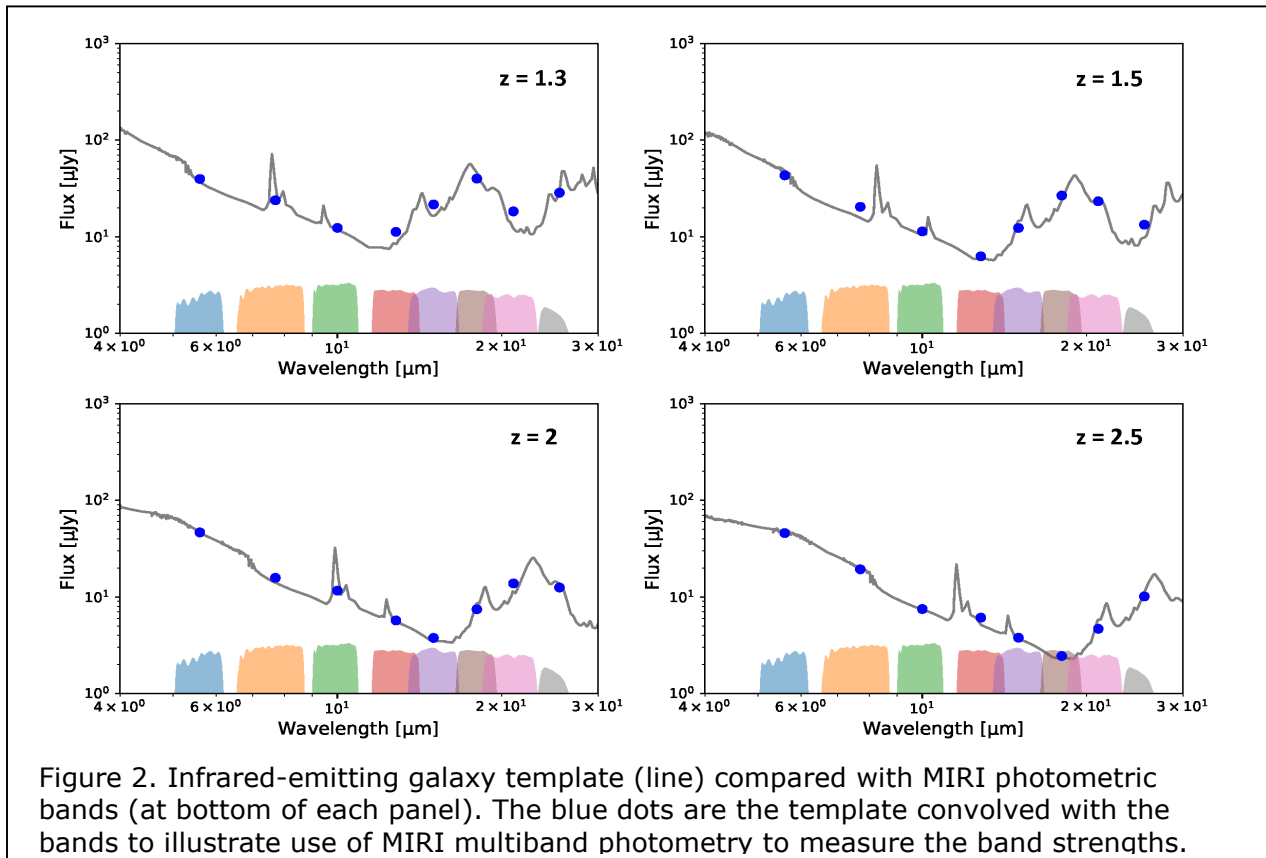 10³
z = 1.3
10²
Flux [μJy]
10¹
10⁰
4 × 10⁰
6 × 10⁰
10¹
2 × 10¹
3 × 10¹
Wavelength [μm]
10³
z = 1.5
10²
Flux [μJy]
10¹
10⁰
4 × 10⁰
6 × 10⁰
10¹
2 × 10¹
3 × 10¹
Wavelength [μm]
10³
z = 2
10²
Flux [μJy]
10¹
10⁰
4 × 10⁰
6 × 10⁰
10¹
2 × 10¹
3 × 10¹
Wavelength [μm]
10³
z = 2.5
10²
Flux [μJy]
10¹
10⁰
4 × 10⁰
6 × 10⁰
10¹
2 × 10¹
3 × 10¹
Wavelength [μm]
Figure 2. Infrared-emitting galaxy template (line) compared with MIRI photometric
bands (at bottom of each panel). The blue dots are the template convolved with the
bands to illustrate use of MIRI multiband photometry to measure the band strengths.